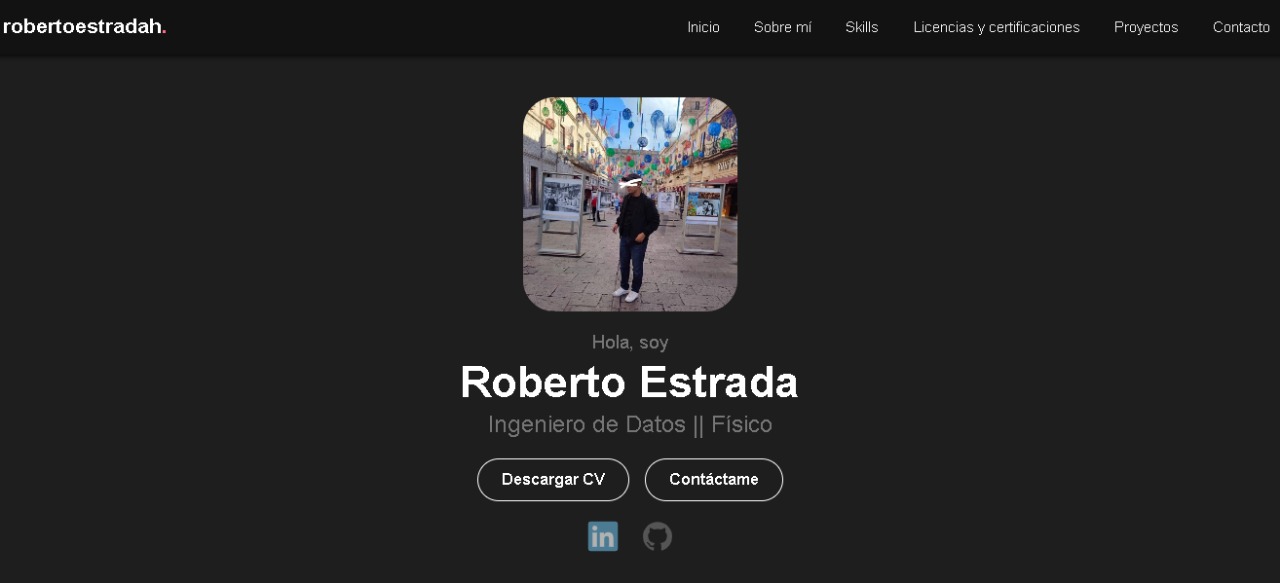 robertoestradah.
Inicio Sobre mí Skills Licencias y certificaciones Proyectos Contacto
Hola, soy
Roberto Estrada
Ingeniero de Datos || Físico
Descargar CV Contáctame
in